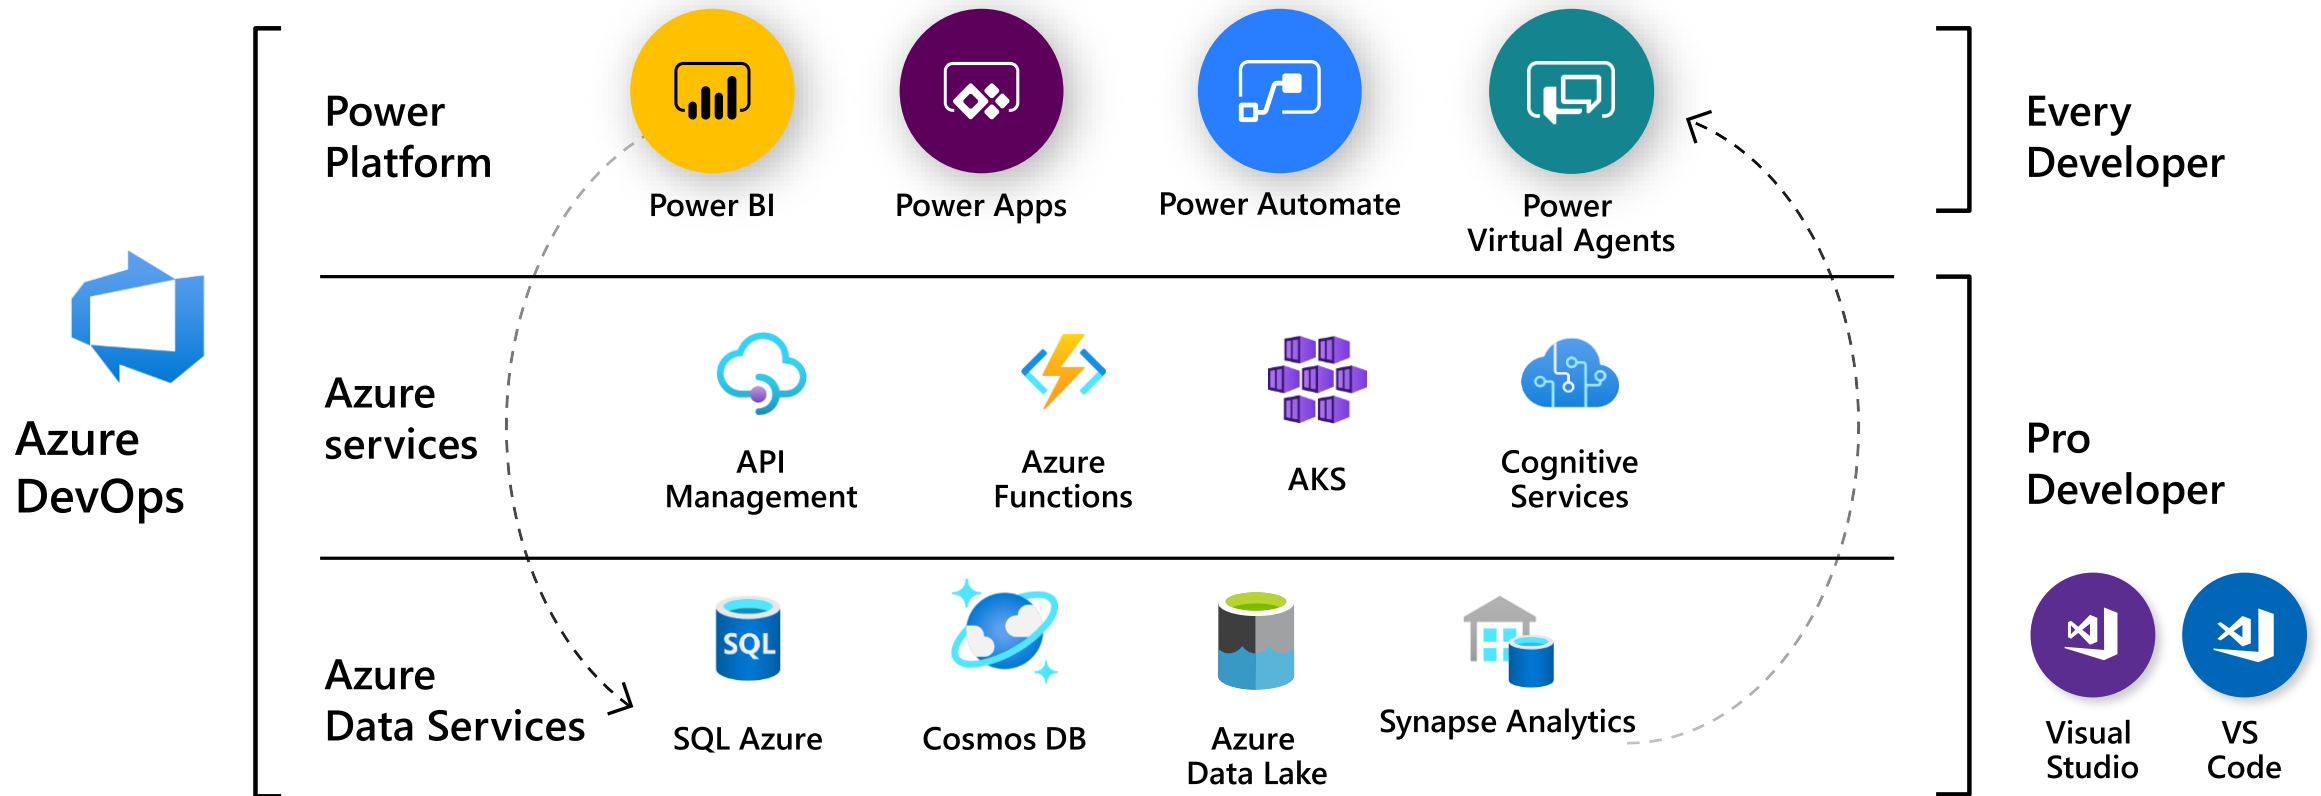 Azure
DevOps
Power
Platform
Power BI
Power Apps
Power Automate
Power
Virtual Agents
Every
Developer
Azure
services
API
Management
Azure
Functions
AKS
Cognitive
Services
Pro
Developer
Azure
Data Services
SQL
SQL Azure
Cosmos DB
Azure
Data Lake
Synapse Analytics
Visual
Studio
VS
Code